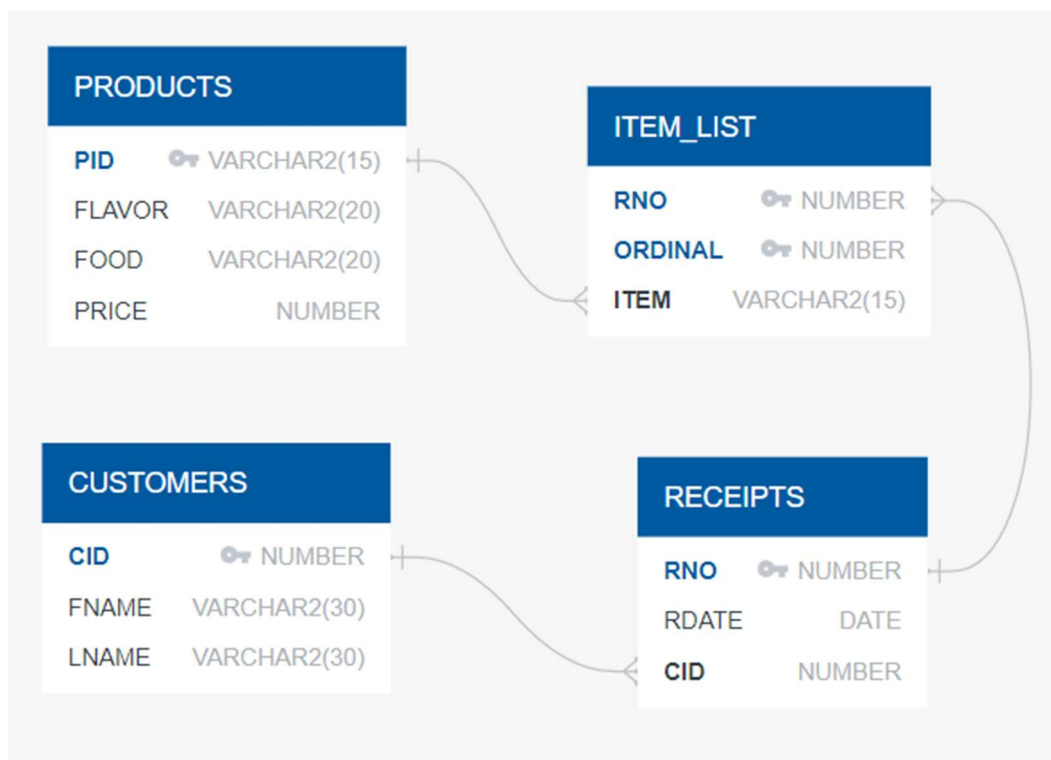 PRODUCTS
PID VARCHAR2(15)
FLAVOR VARCHAR2(20)
FOOD VARCHAR2(20)
PRICE NUMBER
ITEM_LIST
RNO NUMBER
ORDINAL NUMBER
ITEM VARCHAR2(15)
CUSTOMERS
CID NUMBER
FNAME VARCHAR2(30)
LNAME VARCHAR2(30)
RECEIPTS
RNO NUMBER
RDATE DATE
CID NUMBER